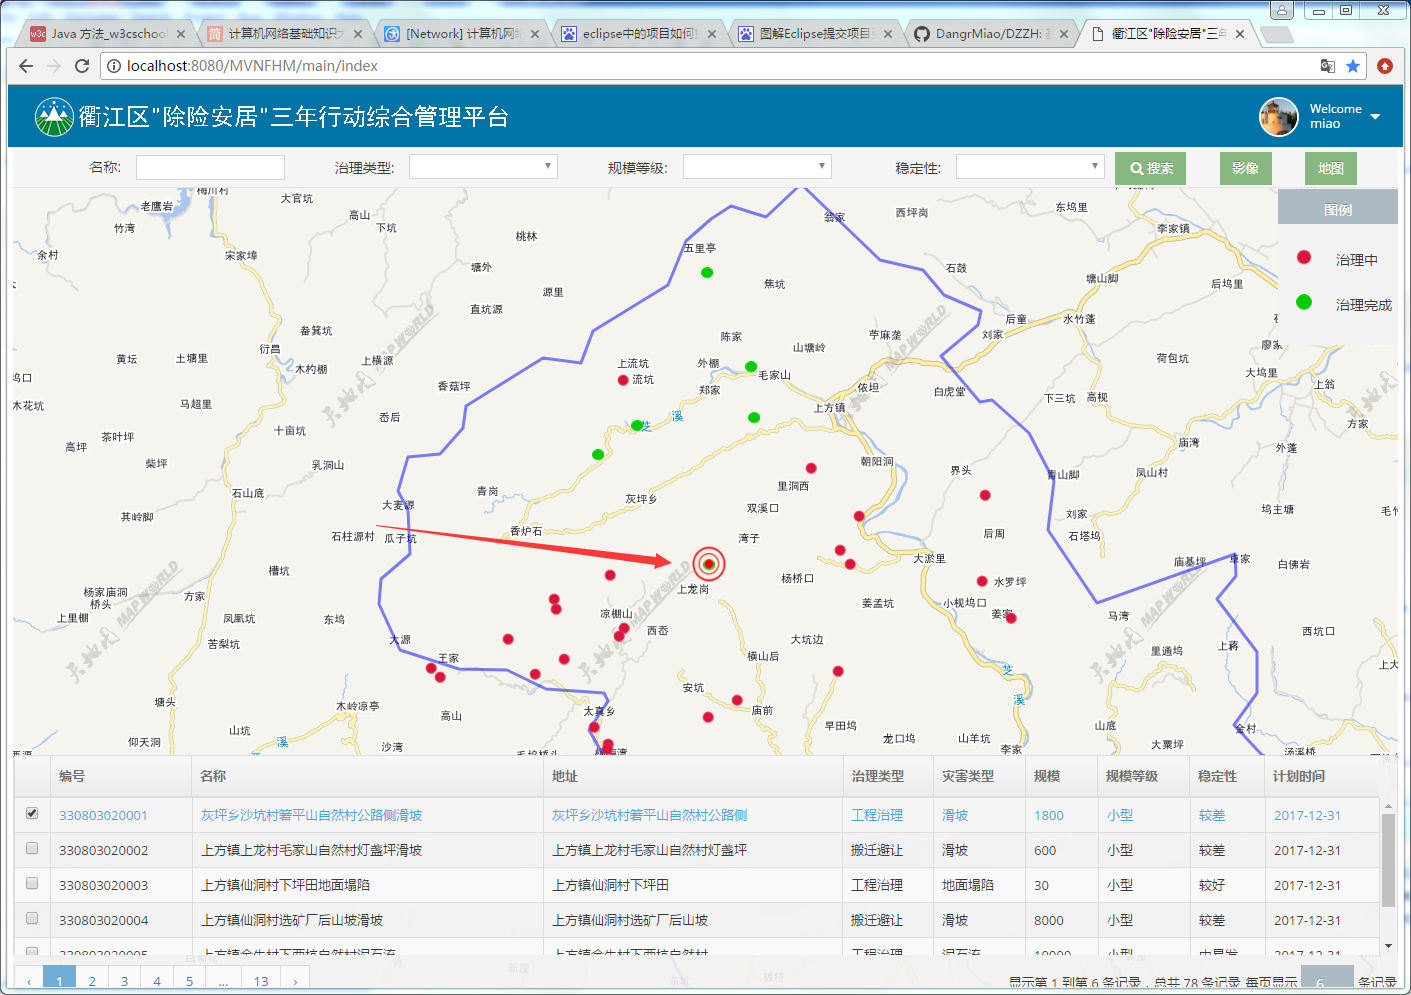 Java 方法_w3cschool
计算机网络基础知识
[Network] 计算机网
eclipse中的项目如何
图解Eclipse提交项目
DangrMiao/DZZH:
衢江区"除险安居"三年
localhost:8080/MVNFHM/main/index
衢江区"除险安居"三年行动综合管理平台
Welcome
miao
名称: 治理类型: 规模等级: 稳定性: 搜索 影像 地图
图例
治理中
治理完成
梅川村
老鹰岩
大官坑
竹湾
高山
下坑
余村
宋家埠
桃林
塘外
源里
直坑源
五里亭
翁家
西坪岗
东坞里
李家镇
石鼓
塘山脚
后坞里
焦坑
畚箕坑
衍昌
黄坛
土塘里
木杓棚
上横源
陈家
苧麻垄
刘家
后童
水竹蓬
山塘岭
上流坑
流坑
外棚
毛家山
郑家
依坦
上方镇
白虎堂
荷包坑
大坞里
上翁
下三坑
高枧
坞口
木花坑
马超里
香菇坪
岙后
十亩坑
茶叶坪
高坪
柴坪
乳洞山
石山底
芝
溪
朝阳洞
界头
青山脚
庙湾
方家
外蓬
凤山村
青岗
灰坪乡
里洞西
双溪口
大麦源
其岭脚
石柱源村
瓜子坑
香炉石
湾子
后周
刘家
石塔坑
坞主塘
大淤里
槽坑
上龙岗
杨桥口
水罗坪
庙基坪
章家
白佛岩
杨家庙洞
桥头
方家
上里棚
凤凰坑
东坞
凉棚山
姜孟坑
小枧坞口
姜家
马湾
西坑口
苦梨坑
大源
西岙
大坑边
王家
横山后
里通坞
上蒋
上大
安坑
芝
溪
塘头
木岭凉亭
高山
太真乡
庙前
早田坞
山底
金村
山坑
仰天洞
溪
沙湾
龙口坞
山羊坑
李家
大粟坪
汤溪桥
编号 名称 地址 治理类型 灾害类型 规模 规模等级 稳定性 计划时间
330803020001 灰坪乡沙坑村箬平山自然村公路侧滑坡 灰坪乡沙坑村箬平山自然村公路侧 工程治理 滑坡 1800 小型 较差 2017-12-31
330803020002 上方镇上龙村毛家山自然村灯盏坪滑坡 上方镇上龙村毛家山自然村灯盏坪 搬迁避让 滑坡 600 小型 较差 2017-12-31
330803020003 上方镇仙洞村下坪田地面塌陷 上方镇仙洞村下坪田 工程治理 地面塌陷 30 小型 较好 2017-12-31
330803020004 上方镇仙洞村选矿厂后山坡滑坡 上方镇仙洞村选矿厂后山坡 搬迁避让 滑坡 8000 小型 较差 2017-12-31
‹ 1 2 3 4 5 ... 13 ›
显示第 1 到第 6 条记录，总共 78 条记录 每页显示 6 条记录